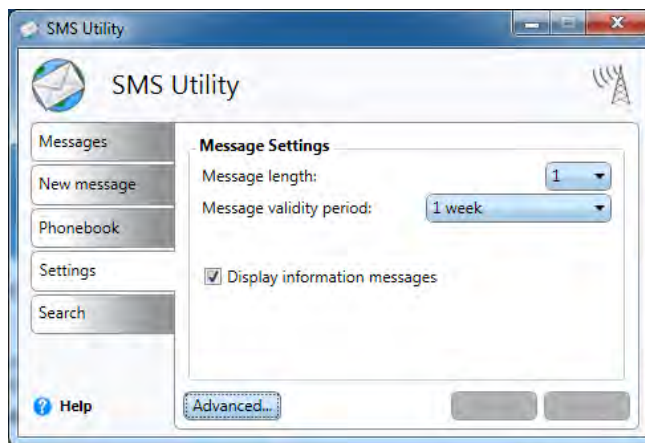 SMS Utility
SMS Utility
Messages
New message
Phonebook
Settings
Search
Help
Message Settings
Message length: 1
Message validity period: 1 week
Display information messages
Advanced...